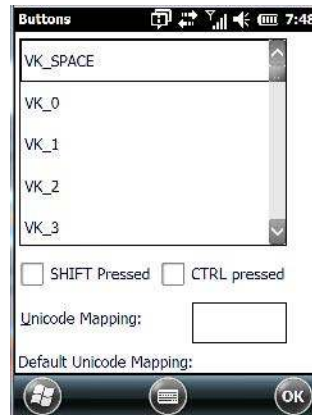 Buttons 7:48
VK_SPACE
VK_0
VK_1
VK_2
VK_3
SHIFT Pressed CTRL pressed
Unicode Mapping:
Default Unicode Mapping:
OK